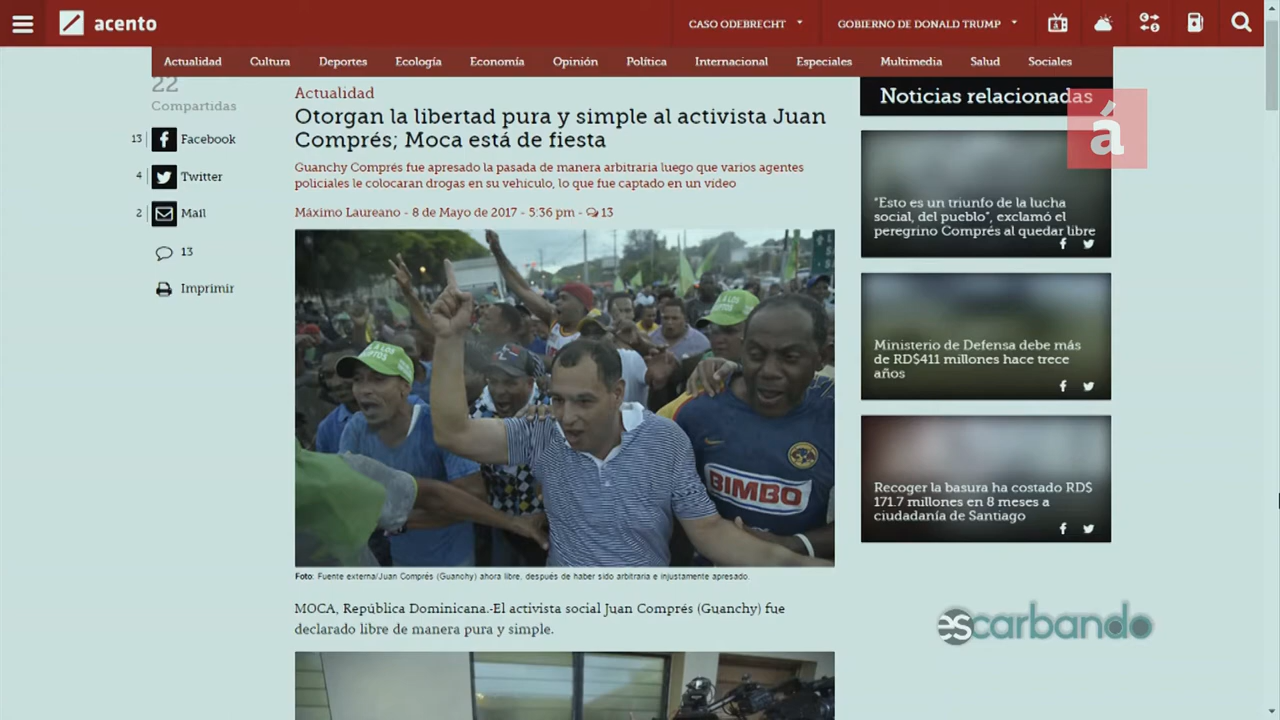 acento
CASO ODEBRECHT
GOBIERNO DE DONALD TRUMP
Actualidad
Cultura
Deportes
Ecología
Economía
Opinión
Política
Internacional
Especiales
Multimedia
Salud
Sociales
22
Compartidas
13 Facebook
4 Twitter
2 Mail
13
Imprimir
Actualidad
Otorgan la libertad pura y simple al activista Juan
Comprés; Moca está de fiesta
Guanchy Comprés fue apresado la pasada de manera arbitraria luego que varios agentes
policiales le colocaran drogas en su vehículo, lo que fue captado en un video
Máximo Laureano - 8 de Mayo de 2017 - 5:36 pm - 13
BIMBO
Foto: Fuente externa/Juan Comprés (Guanchy) ahora libre, después de haber sido arbitraria e injustamente apresado.
MOCA, República Dominicana.-El activista social Juan Comprés (Guanchy) fue
declarado libre de manera pura y simple.
Noticias relacionadas
á
"Esto es un triunfo de la lucha
social, del pueblo", exclamó el
peregrino Comprés al quedar libre
Ministerio de Defensa debe más
de RD$411 millones hace trece
años
Recoger la basura ha costado RD$
171.7 millones en 8 meses a
ciudadanía de Santiago
escarbando